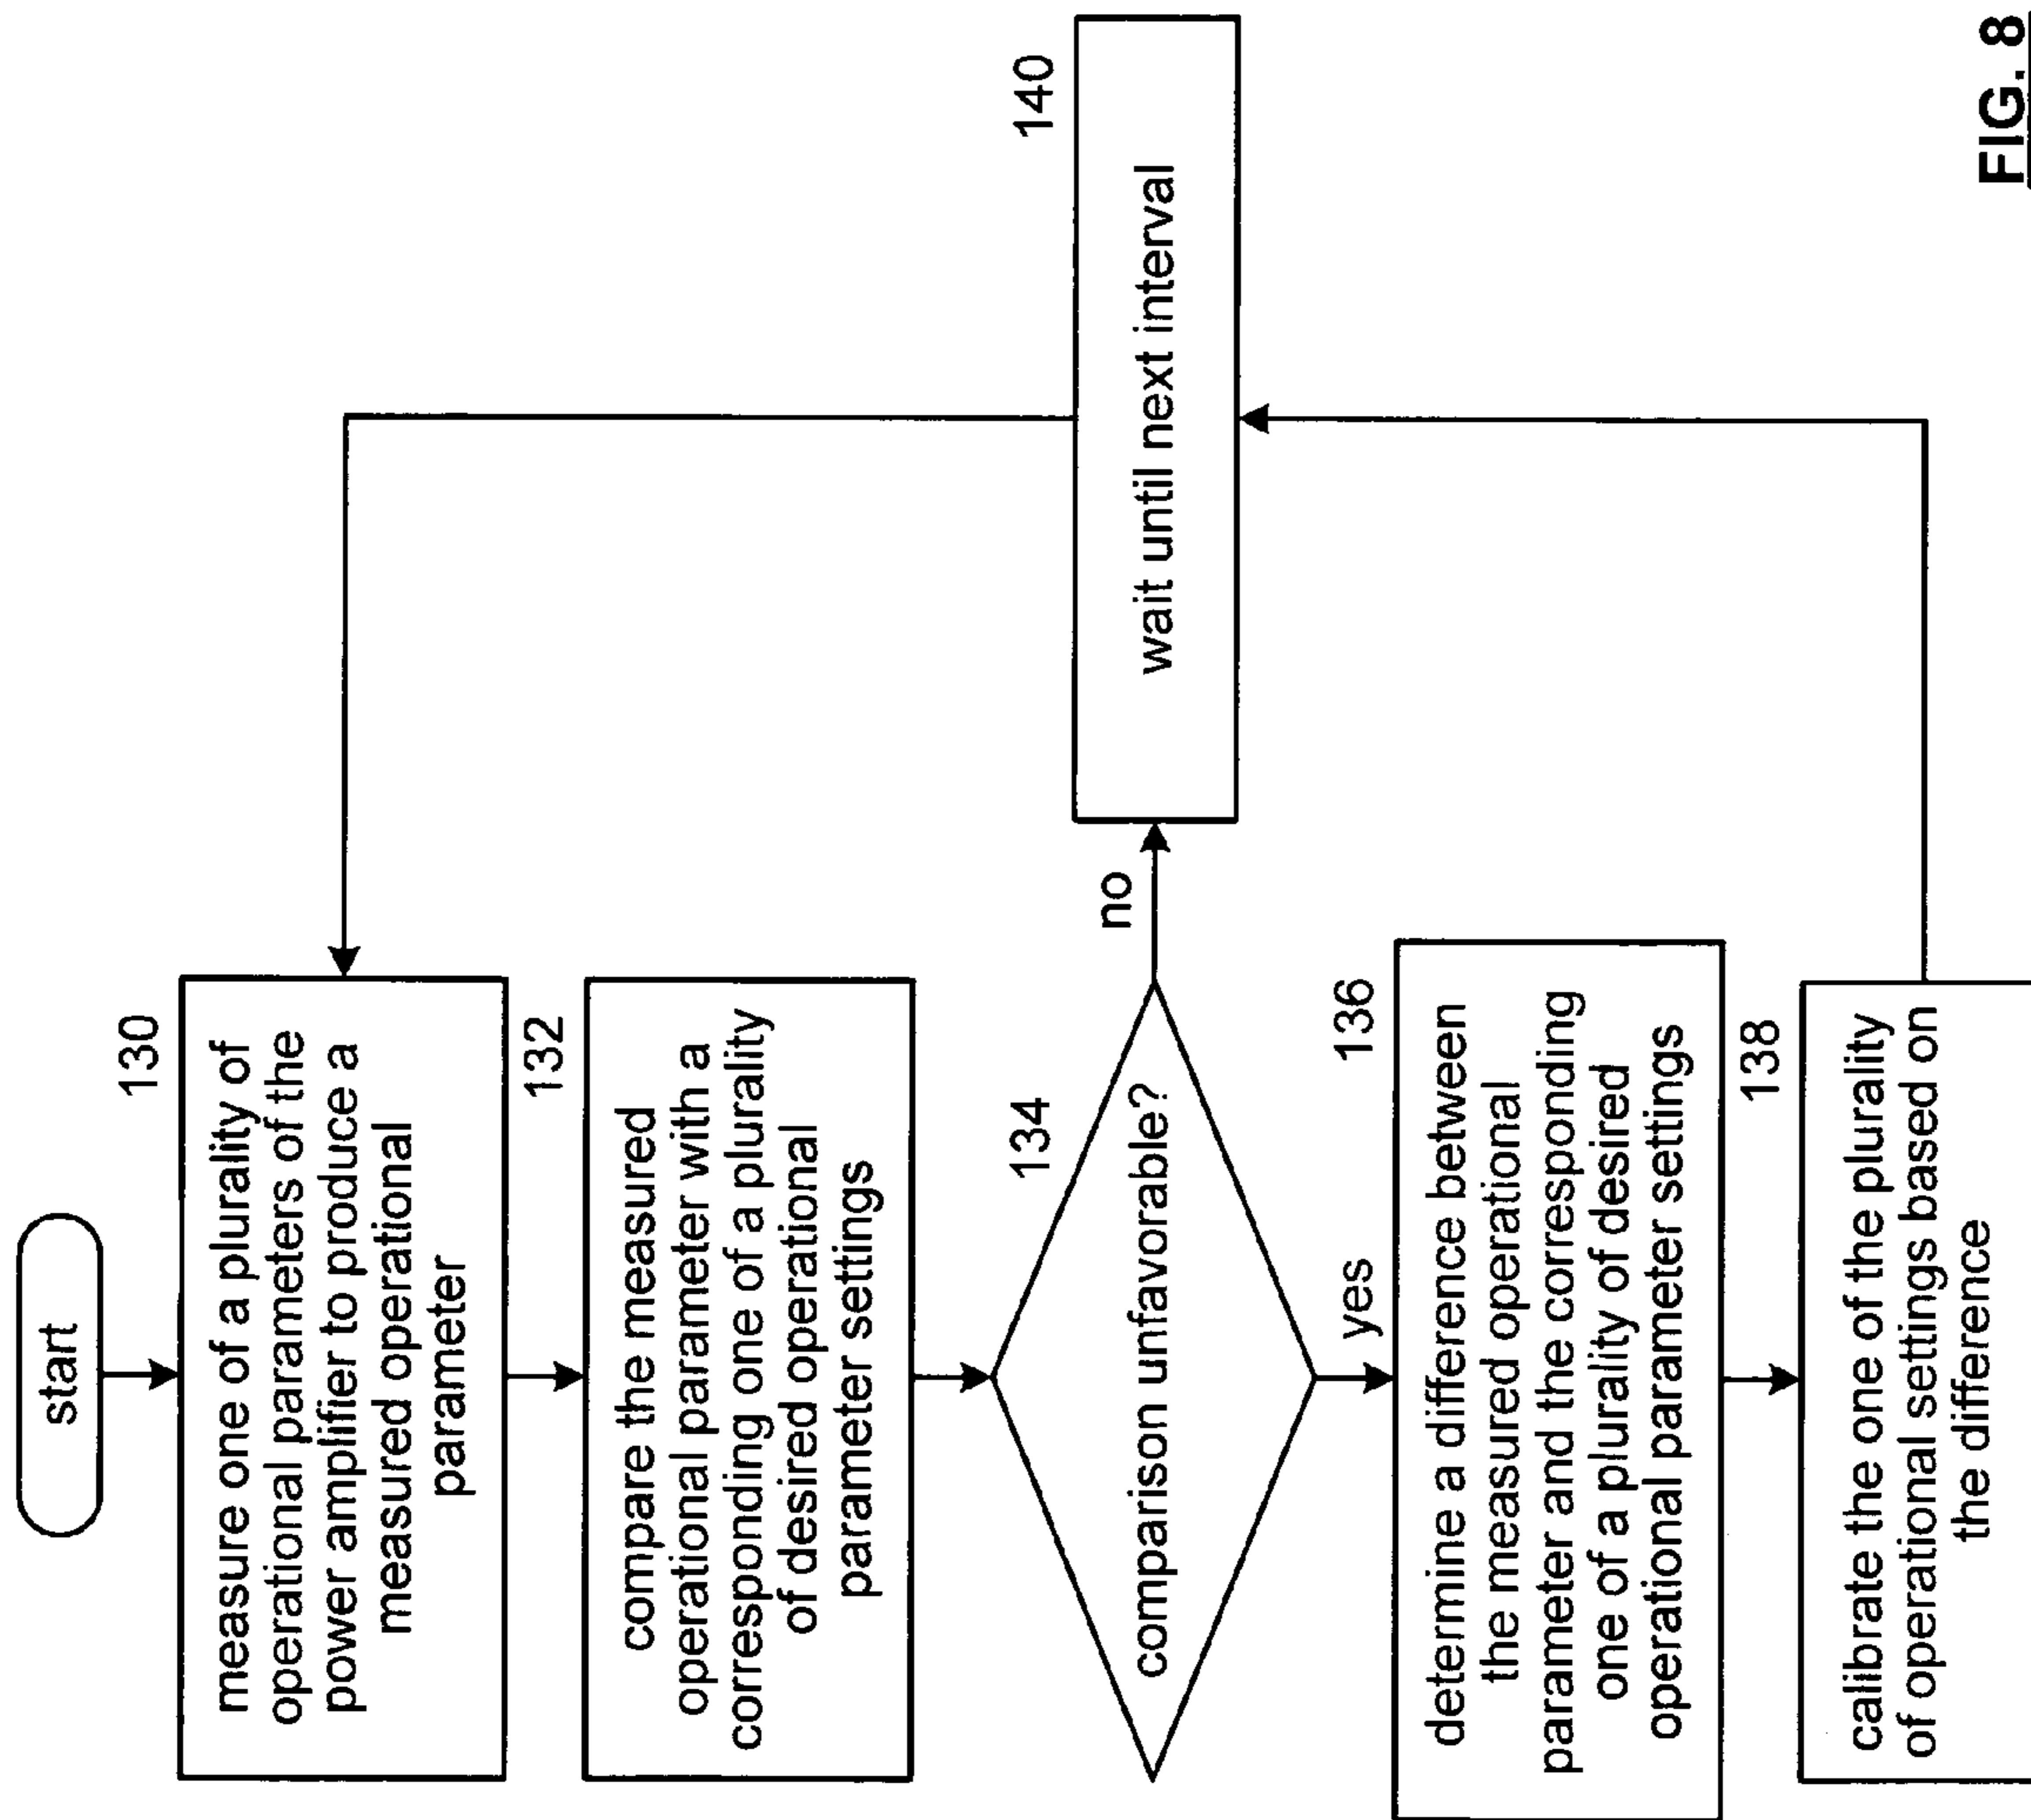 start
130
measure one of a plurality of
operational parameters of the
power amplifier to produce a
measured operational
parameter
132
compare the measured
operational parameter with a
corresponding one of a plurality
of desired operational
parameter settings
134
comparison unfavorable?
no
140
wait until next interval
yes
136
determine a difference between
the measured operational
parameter and the corresponding
one of a plurality of desired
operational parameter settings
138
calibrate the one of the plurality
of operational settings based on
the difference
FIG. 8